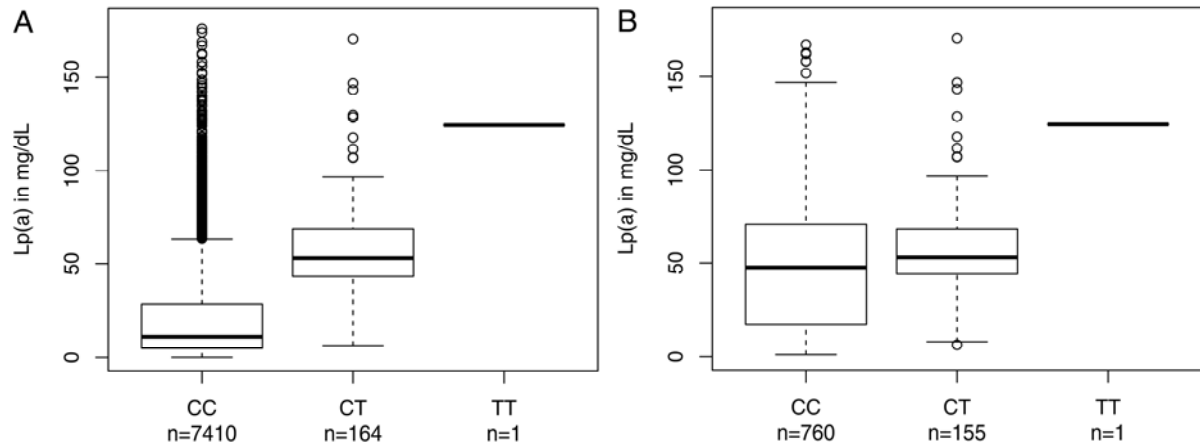 A
Lp(a) in mg/dL
150
100
50
0
CC
CT
TT
n=7410
n=164
n=1
B
Lp(a) in mg/dL
150
100
50
0
CC
CT
TT
n=760
n=155
n=1